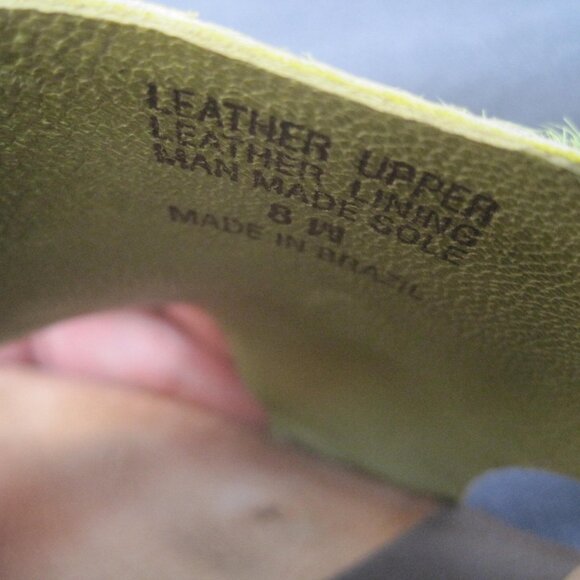 LEATHER UPPER
LEATHER LINING
MAN MADE SOLE
8 W
MADE IN BRAZIL